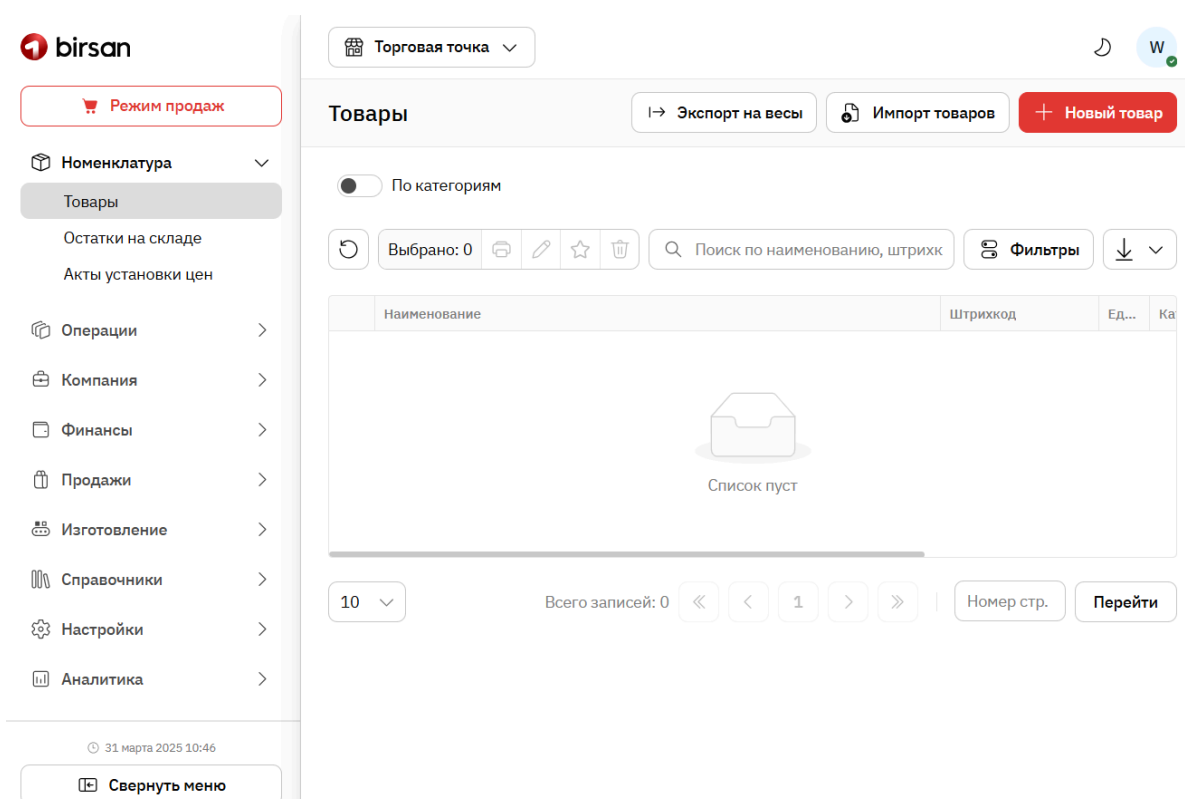 birsan
Торговая точка
W
Режим продаж
Товары
Экспорт на весы
Импорт товаров
Новый товар
Номенклатура
Товары
Остатки на складе
Акты установки цен
Операции
Компания
Финансы
Продажи
Изготовление
Справочники
Настройки
Аналитика
31 марта 2025 10:46
Свернуть меню
По категориям
Выбрано: 0
Поиск по наименованию, штрихк
Фильтры
Наименование
Штрихкод
Ед...
Ка
Список пуст
10
Всего записей: 0
1
Номер стр.
Перейти